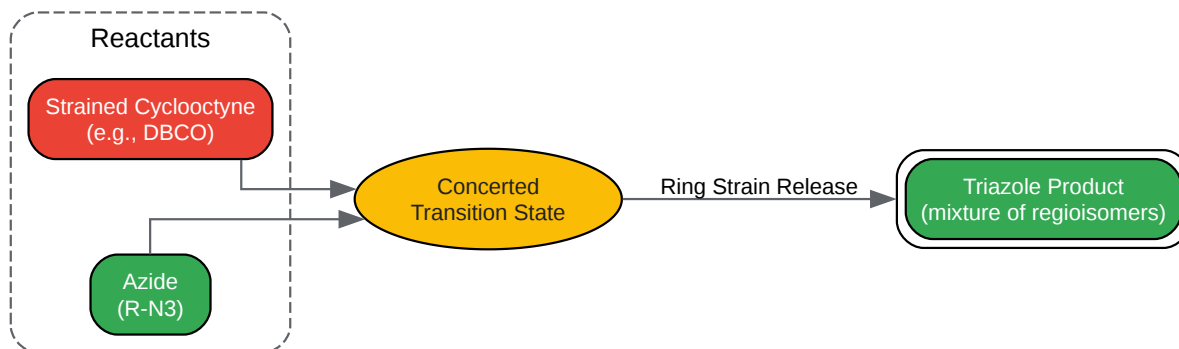 Reactants
Strained Cyclooctyne
(e.g., DBCO)
Azide
(R-N3)
Concerted
Transition State
Ring Strain Release
Triazole Product
(mixture of regioisomers)